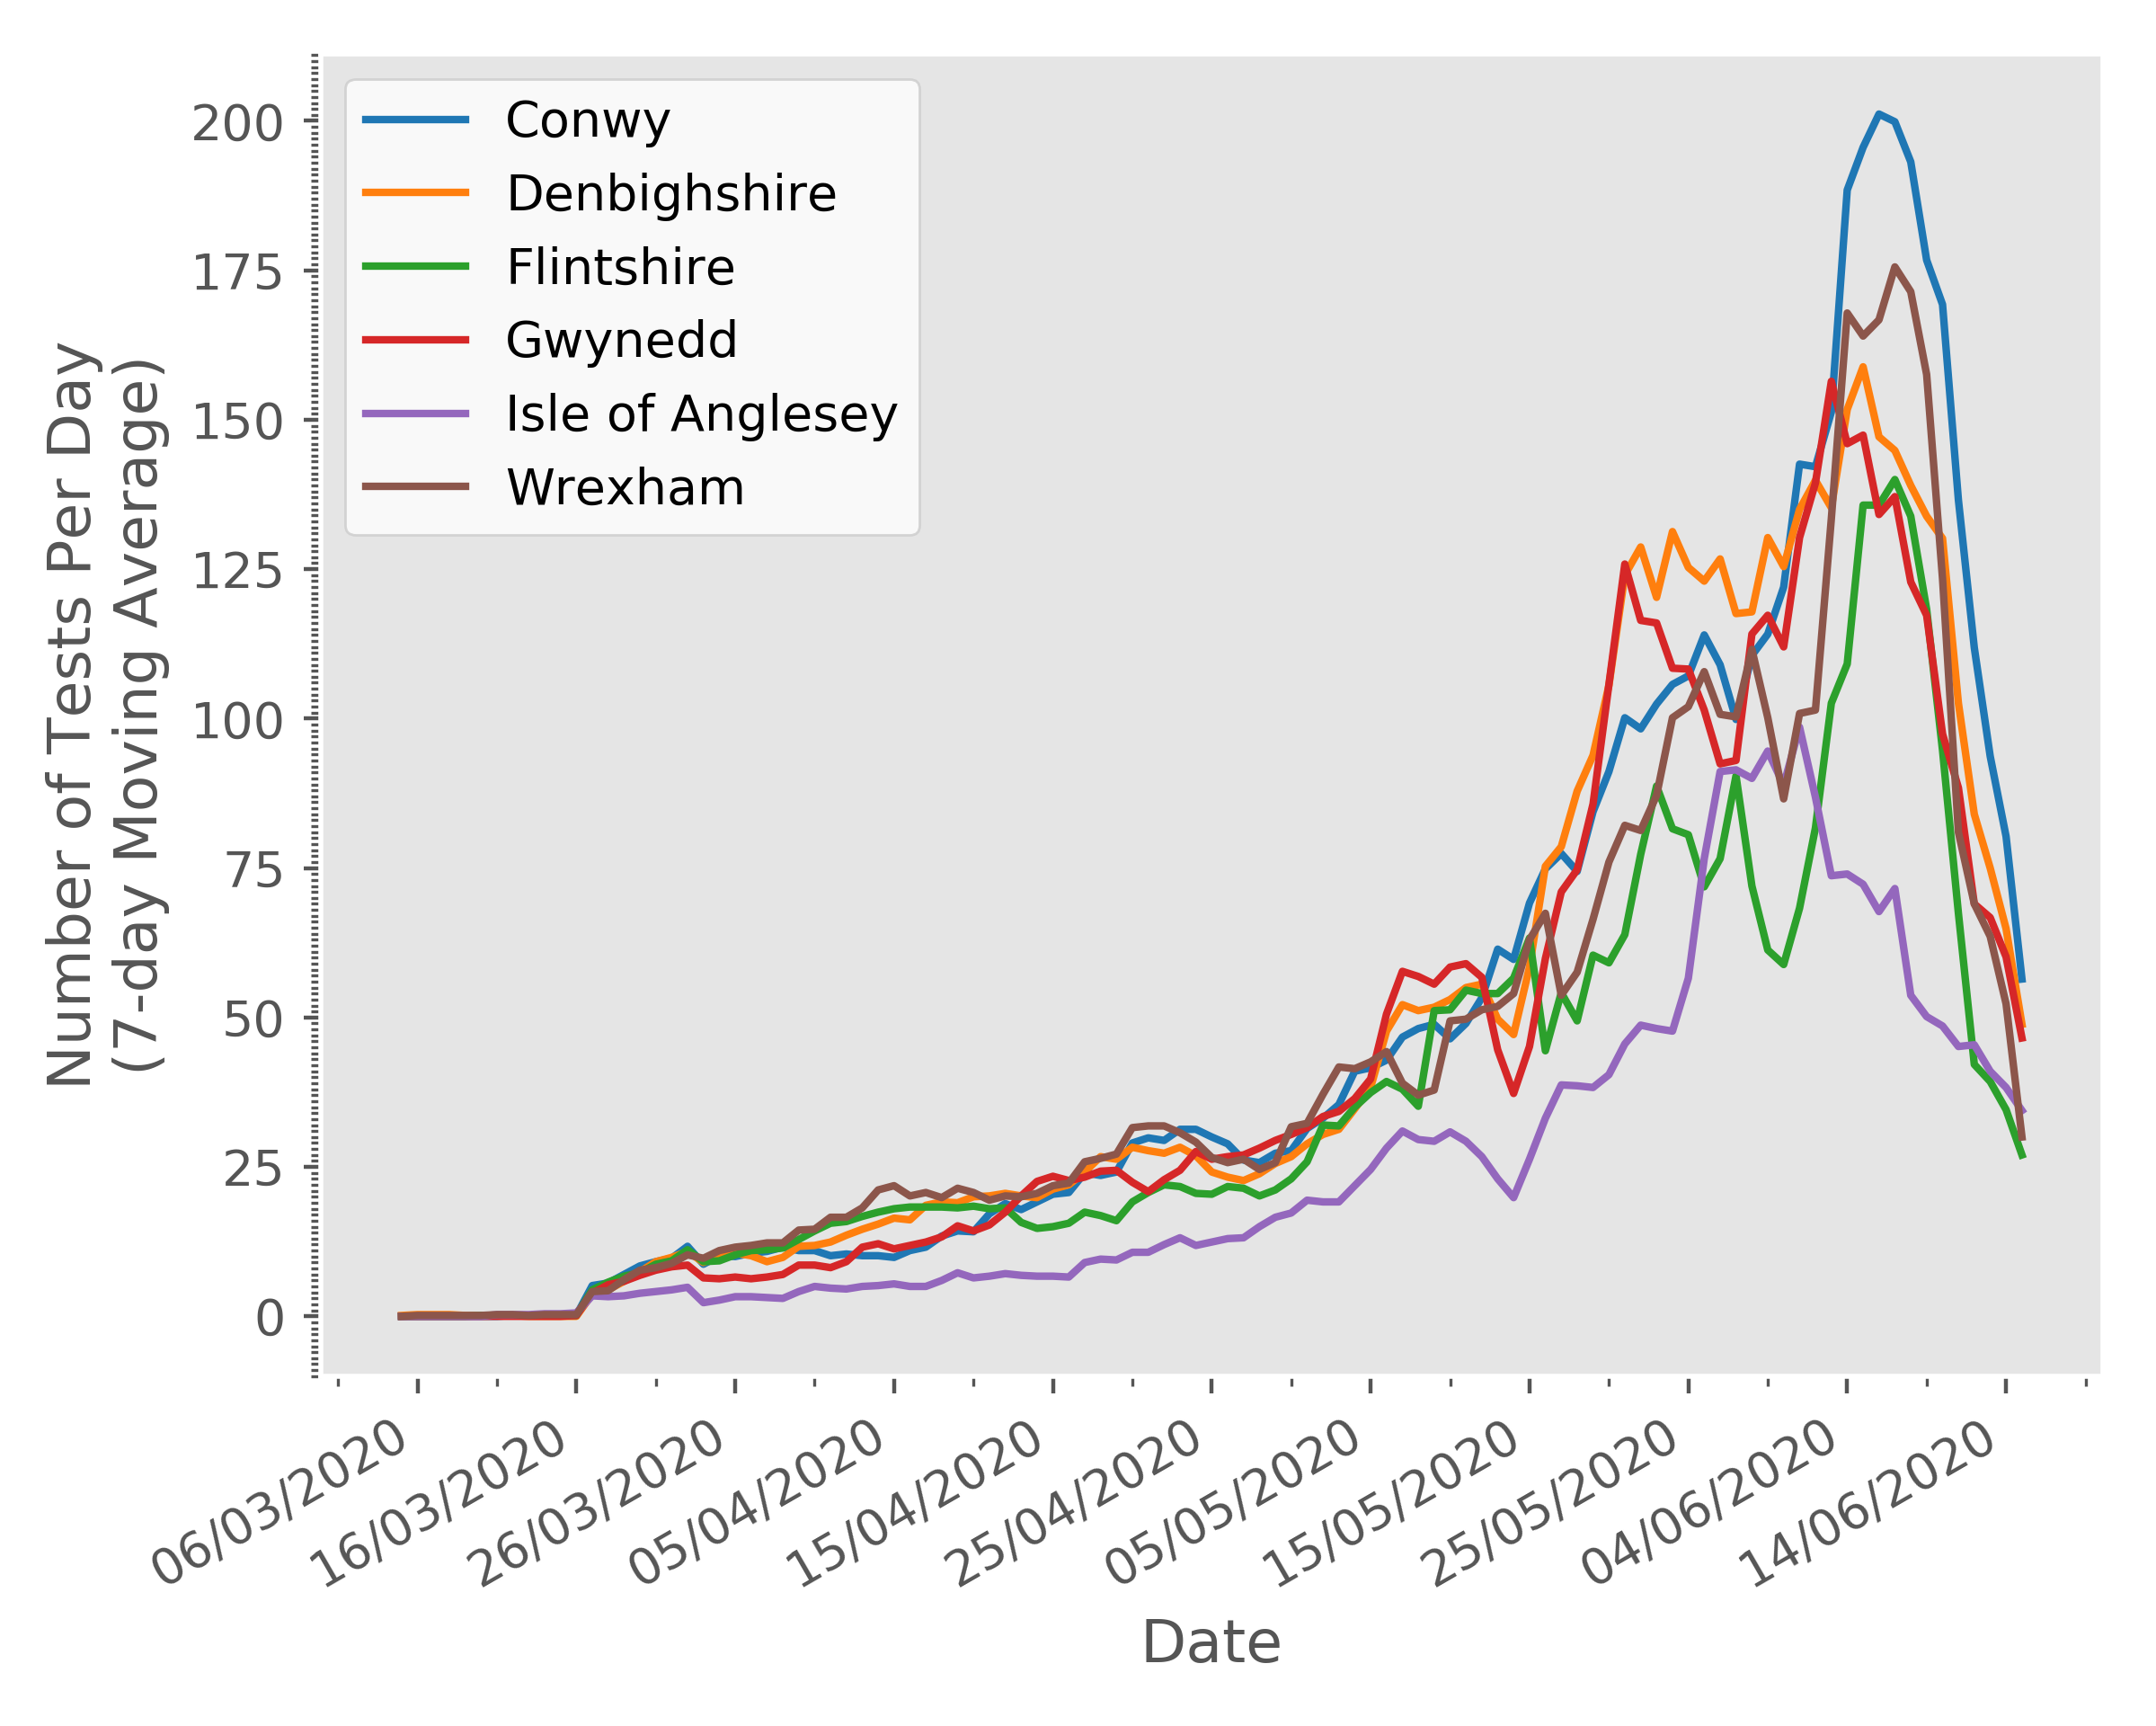 Conwy
Denbighshire
Flintshire
Gwynedd
Isle of Anglesey
Wrexham
Number of Tests Per Day
(7-day Moving Average)
200
175
150
125
100
75
50
25
0
06/03/2020
16/03/2020
26/03/2020
05/04/2020
15/04/2020
25/04/2020
05/05/2020
15/05/2020
25/05/2020
04/06/2020
14/06/2020
Date